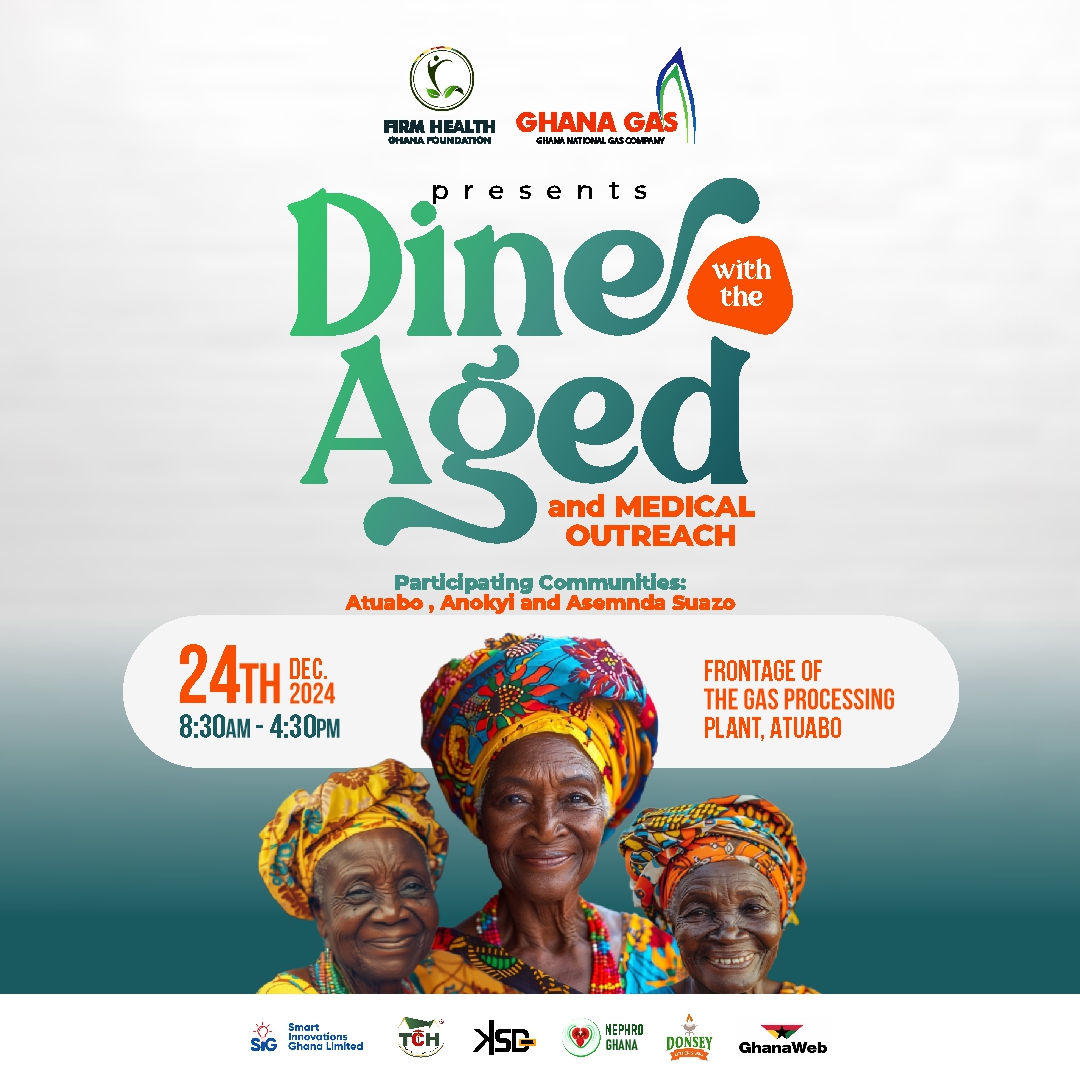 FIRM HEALTH
GHANA FOUNDATION
GHANA GAS
GHANA NATIONAL GAS COMPANY
presents
Dine
with
the
Aged
and MEDICAL
OUTREACH
Participating Communities:
Atuabo , Anokyi and Asemnda Suazo
24TH DEC.
2024
8:30AM - 4:30PM
FRONTAGE OF
THE GAS PROCESSING
PLANT, ATUABO
SIG
Smart
Innovations
Ghana Limited
TCH
KSD
NEPHRO
GHANA
DONSEY
GhanaWeb